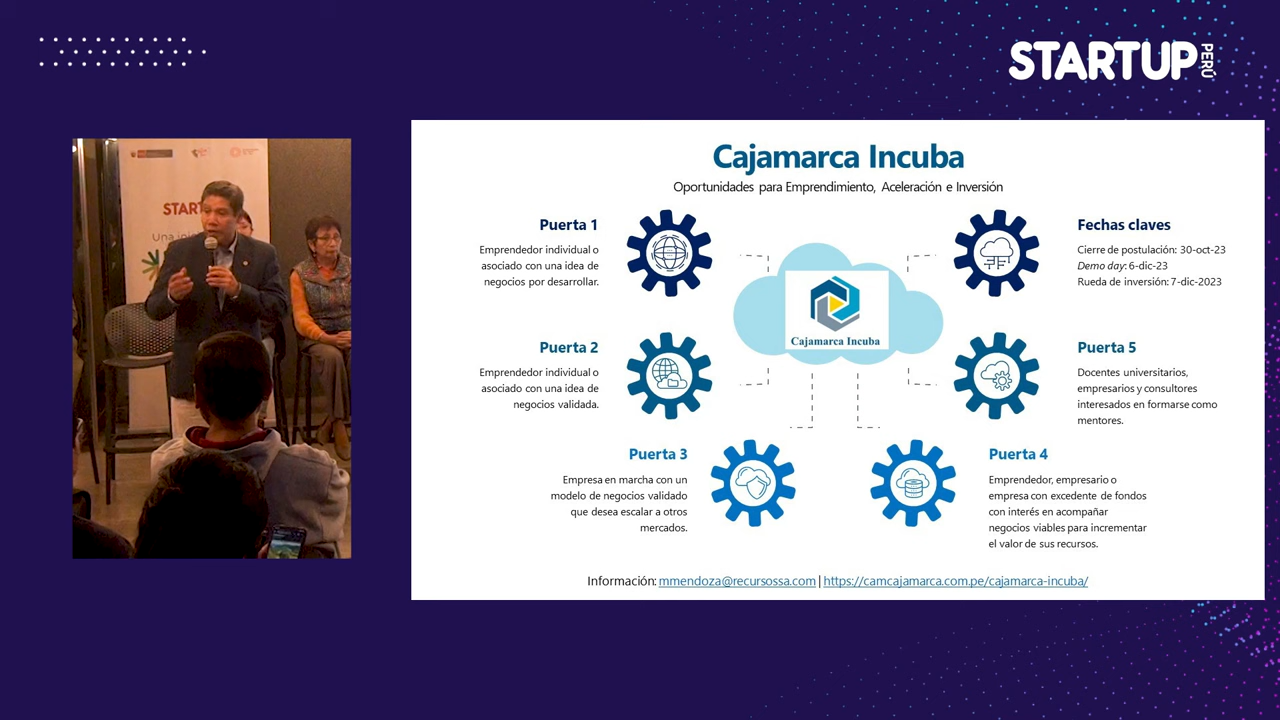 STARTUP PERÚ
START
Una ini
Cajamarca Incuba
Oportunidades para Emprendimiento, Aceleración e Inversión
Puerta 1
Emprendedor individual o
asociado con una idea de
negocios por desarrollar.
Fechas claves
Cierre de postulación: 30-oct-23
Demo day: 6-dic-23
Rueda de inversión: 7-dic-2023
Cajamarca Incuba
Puerta 2
Emprendedor individual o
asociado con una idea de
negocios validada.
Puerta 5
Docentes universitarios,
empresarios y consultores
interesados en formarse como
mentores.
Puerta 3
Empresa en marcha con un
modelo de negocios validado
que desea escalar a otros
mercados.
Puerta 4
Emprendedor, empresario o
empresa con excedente de fondos
con interés en acompañar
negocios viables para incrementar
el valor de sus recursos.
Información: mmendoza@recursossa.com | https://camcajamarca.com.pe/cajamarca-incuba/